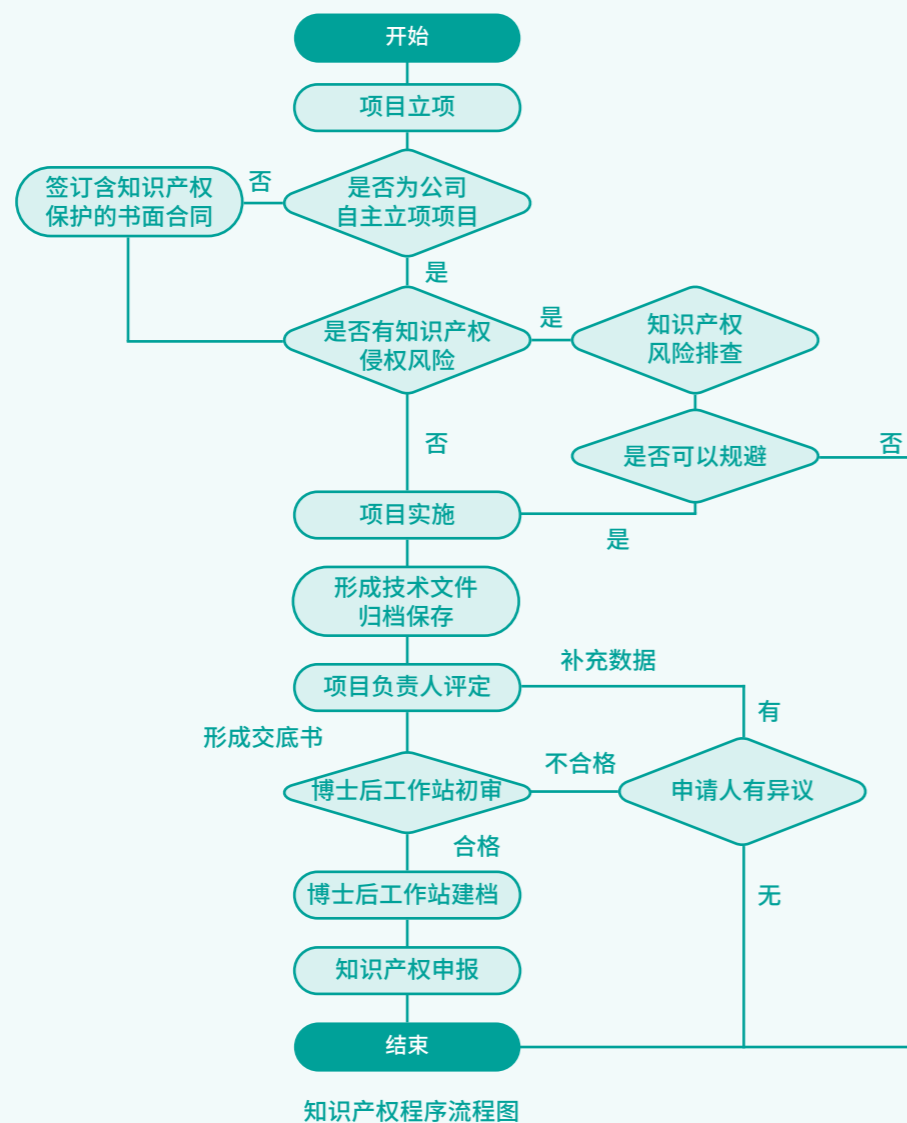 开始
项目立项
是否为公司
自主立项项目
否
签订含知识产权
保护的书面合同
是
是否有知识产权
侵权风险
是
知识产权
风险排查
否
是否可以规避
否
项目实施
是
形成技术文件
归档保存
补充数据
项目负责人评定
有
形成交底书
博士后工作站初审
不合格
申请人有异议
合格
博士后工作站建档
无
知识产权申报
结束
知识产权程序流程图